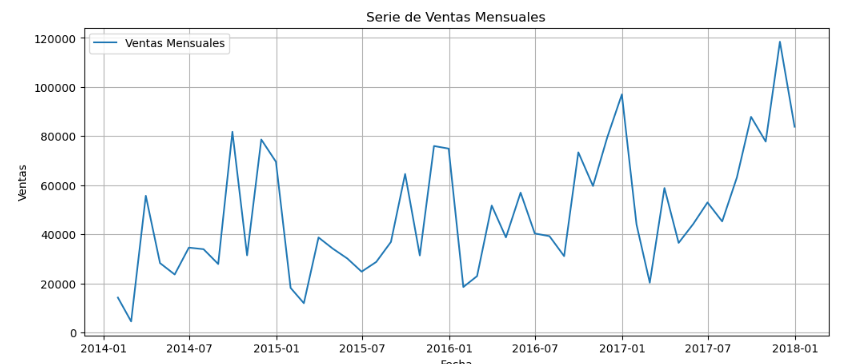 Serie de Ventas Mensuales
Ventas Mensuales
120000
100000
80000
60000
40000
20000
0
Ventas
2014-01 2014-07 2015-01 2015-07 2016-01 2016-07 2017-01 2017-07 2018-01
Fecha